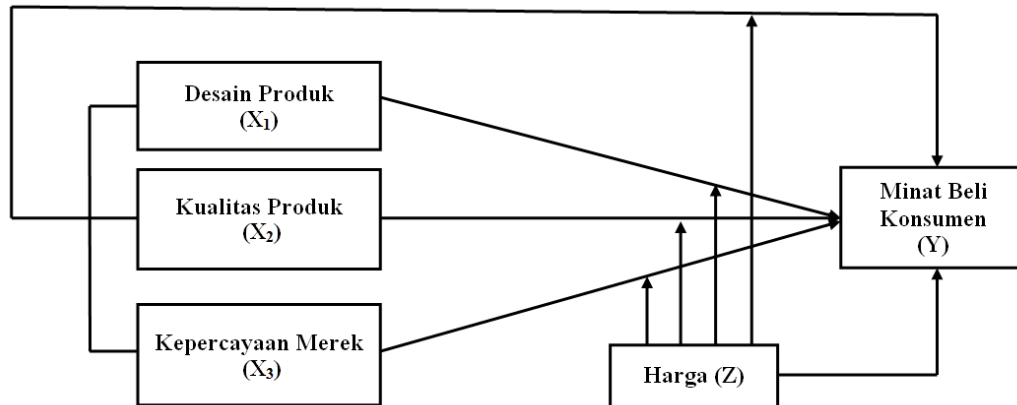 Desain Produk
(X₁)
Kualitas Produk
(X₂)
Kepercayaan Merek
(X₃)
Harga (Z)
Minat Beli
Konsumen
(Y)